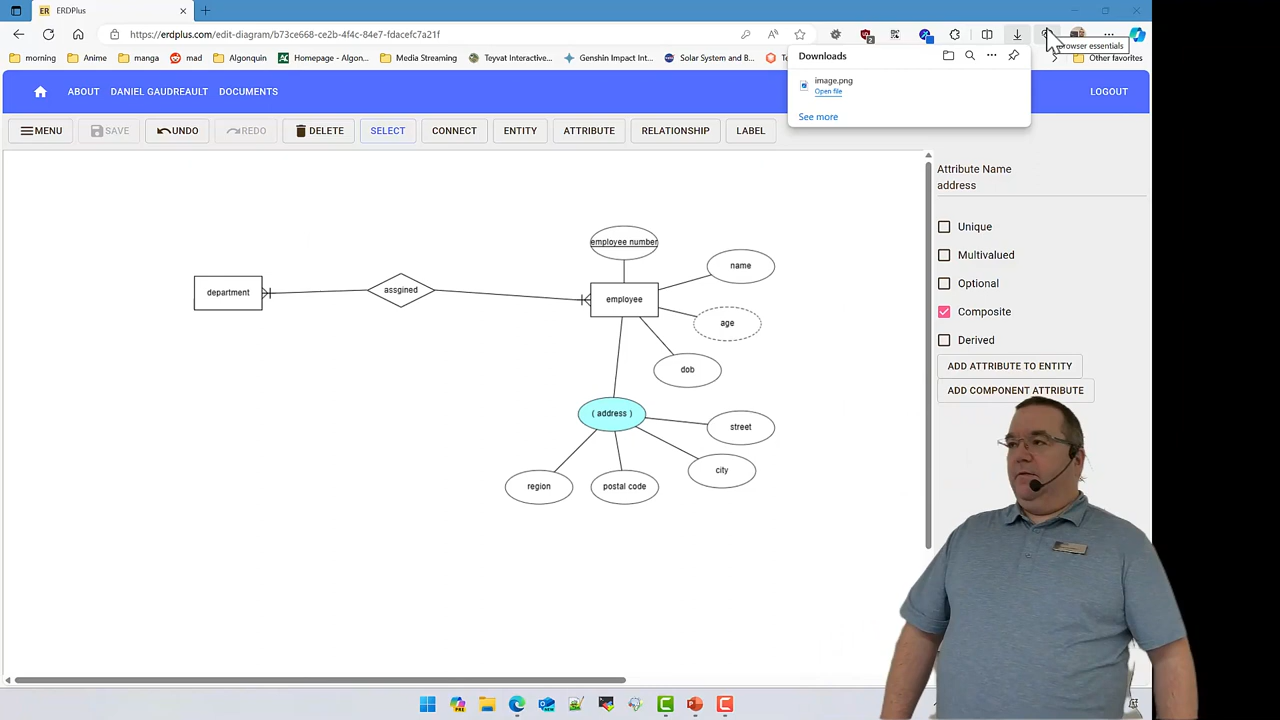 ER ERDPlus
https://erdplus.com/edit-diagram/b73ce668-ce2b-4f4c-84e7-fdacefc7a21f
morning Anime manga mad Algonquin Homepage - Algon... Media Streaming Teyvat Interactive... Genshin Impact Inte... Solar System and B... Other favorites
Browser essentials
Downloads
image.png
Open file
See more
ABOUT DANIEL GAUDREAULT DOCUMENTS LOGOUT
MENU SAVE UNDO REDO DELETE SELECT CONNECT ENTITY ATTRIBUTE RELATIONSHIP LABEL
Attribute Name
address
Unique
Multivalued
Optional
Composite
Derived
ADD ATTRIBUTE TO ENTITY
ADD COMPONENT ATTRIBUTE
employee number
name
department
assgined
employee
age
dob
( address )
street
city
region
postal code